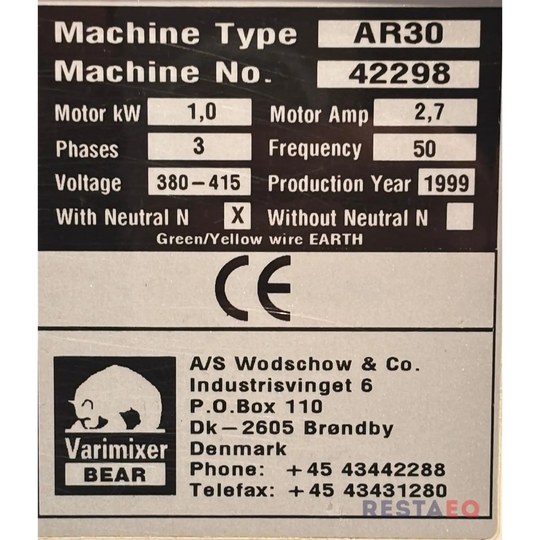 Machine Type AR30
Machine No. 42298
Motor kW 1,0 Motor Amp 2,7
Phases 3 Frequency 50
Voltage 380-415 Production Year 1999
With Neutral N X Without Neutral N
Green/Yellow wire EARTH
CE
A/S Wodschow & Co.
Industrisvinget 6
P.O.Box 110
Dk-2605 Brøndby
Denmark
Phone: +45 43442288
Telefax: +45 43431280
Varimixer
BEAR
RESTAEQ